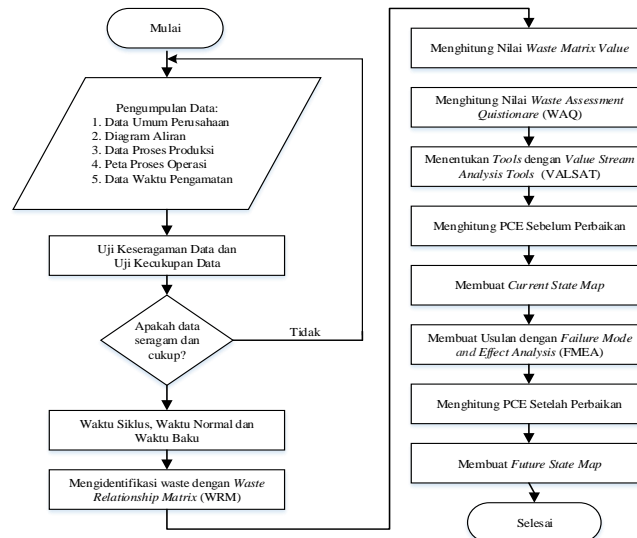 Mulai
Pengumpulan Data:
1. Data Umum Perusahaan
2. Diagram Aliran
3. Data Proses Produksi
4. Peta Proses Operasi
5. Data Waktu Pengamatan
Uji Keseragaman Data dan
Uji Kecukupan Data
Apakah data
seragam dan
cukup?
Tidak
Waktu Siklus, Waktu Normal dan
Waktu Baku
Mengidentifikasi waste dengan Waste
Relationship Matrix (WRM)
Menghitung Nilai Waste Matrix Value
Menghitung Nilai Waste Assessment
Quistionare (WAQ)
Menentukan Tools dengan Value Stream
Analysis Tools (VALSAT)
Menghitung PCE Sebelum Perbaikan
Membuat Current State Map
Membuat Usulan dengan Failure Mode
and Effect Analysis (FMEA)
Menghitung PCE Setelah Perbaikan
Membuat Future State Map
Selesai